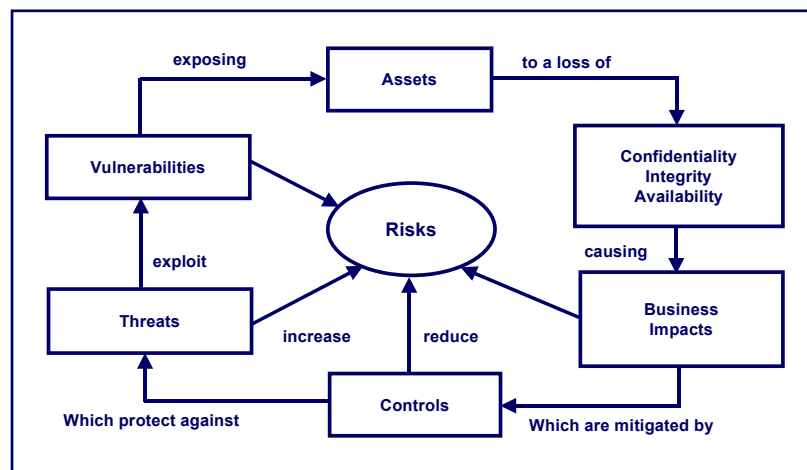 exposing
Assets
to a loss of
Vulnerabilities
Confidentiality
Integrity
Availability
Risks
exploit
causing
Threats
increase
reduce
Business
Impacts
Which protect against
Controls
Which are mitigated by